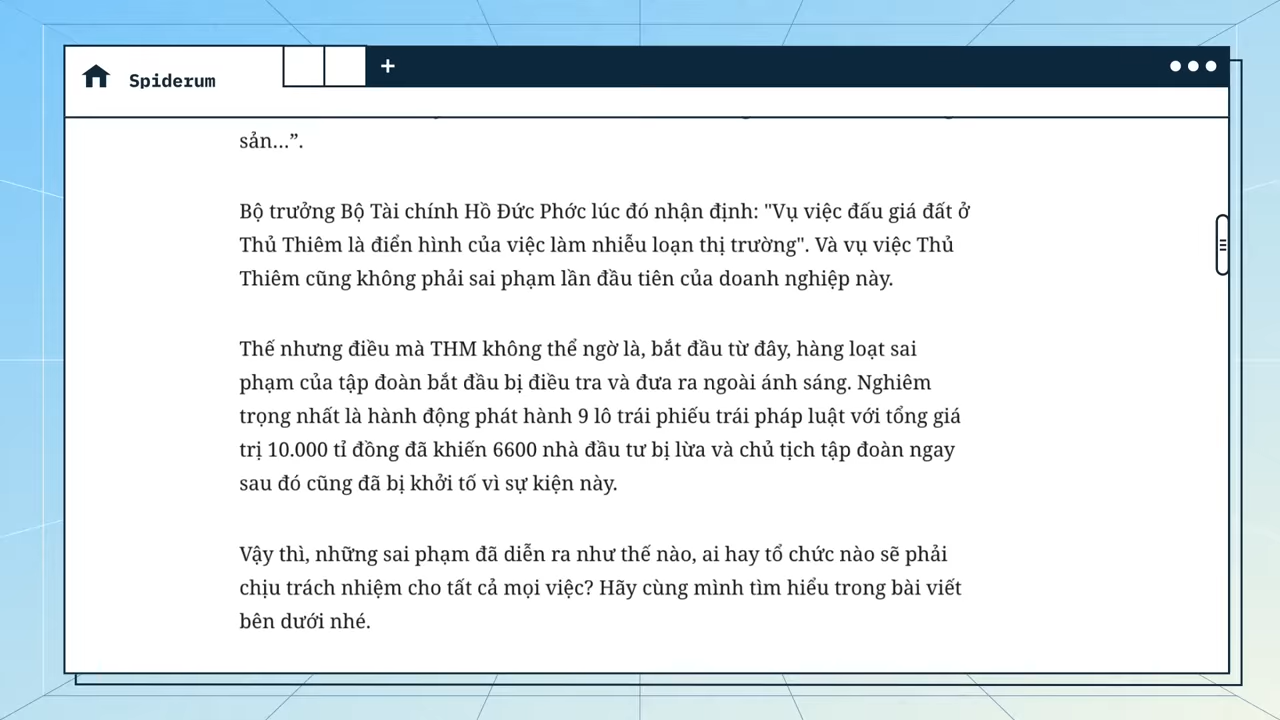 Spiderum
sản...”.
Bộ trưởng Bộ Tài chính Hồ Đức Phớc lúc đó nhận định: "Vụ việc đấu giá đất ở
Thủ Thiêm là điển hình của việc làm nhiễu loạn thị trường". Và vụ việc Thủ
Thiêm cũng không phải sai phạm lần đầu tiên của doanh nghiệp này.
Thế nhưng điều mà THM không thể ngờ là, bắt đầu từ đây, hàng loạt sai
phạm của tập đoàn bắt đầu bị điều tra và đưa ra ngoài ánh sáng. Nghiêm
trọng nhất là hành động phát hành 9 lô trái phiếu trái pháp luật với tổng giá
trị 10.000 tỉ đồng đã khiến 6600 nhà đầu tư bị lừa và chủ tịch tập đoàn ngay
sau đó cũng đã bị khởi tố vì sự kiện này.
Vậy thì, những sai phạm đã diễn ra như thế nào, ai hay tổ chức nào sẽ phải
chịu trách nhiệm cho tất cả mọi việc? Hãy cùng mình tìm hiểu trong bài viết
bên dưới nhé.